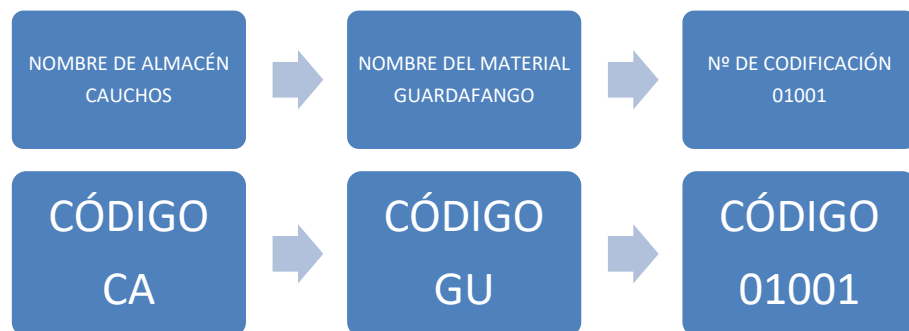 NOMBRE DE ALMACÉN
CAUCHOS
NOMBRE DEL MATERIAL
GUARDAFANGO
Nº DE CODIFICACIÓN
01001
CÓDIGO
CA
CÓDIGO
GU
CÓDIGO
01001